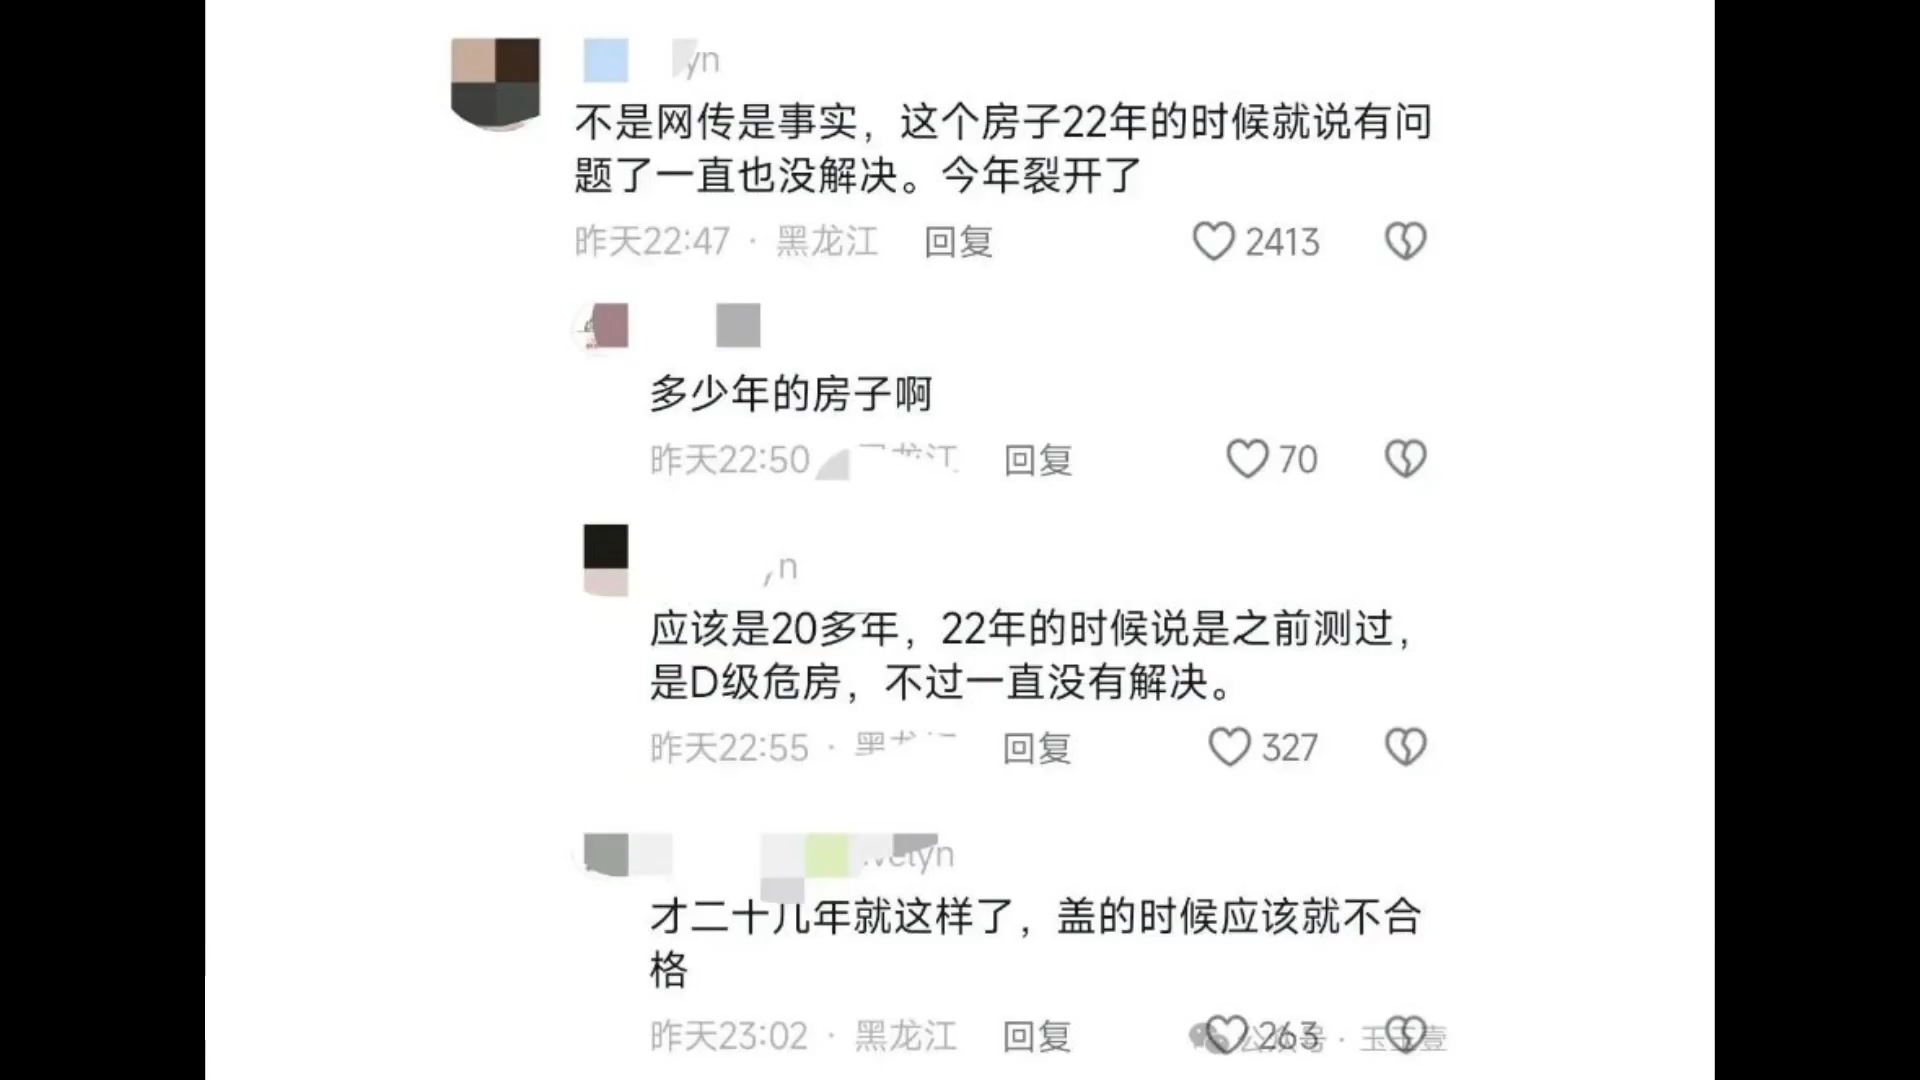 yn
不是网传是事实，这个房子22年的时候就说有问
题了一直也没解决。今年裂开了
昨天22:47 · 黑龙江 回复 2413
多少年的房子啊
昨天22:50 回复 70
应该是20多年，22年的时候说是之前测过，
是D级危房，不过一直没有解决。
昨天22:55 · 回复 327
才二十几年就这样了，盖的时候应该就不合
格
昨天23:02 · 黑龙江 回复 263